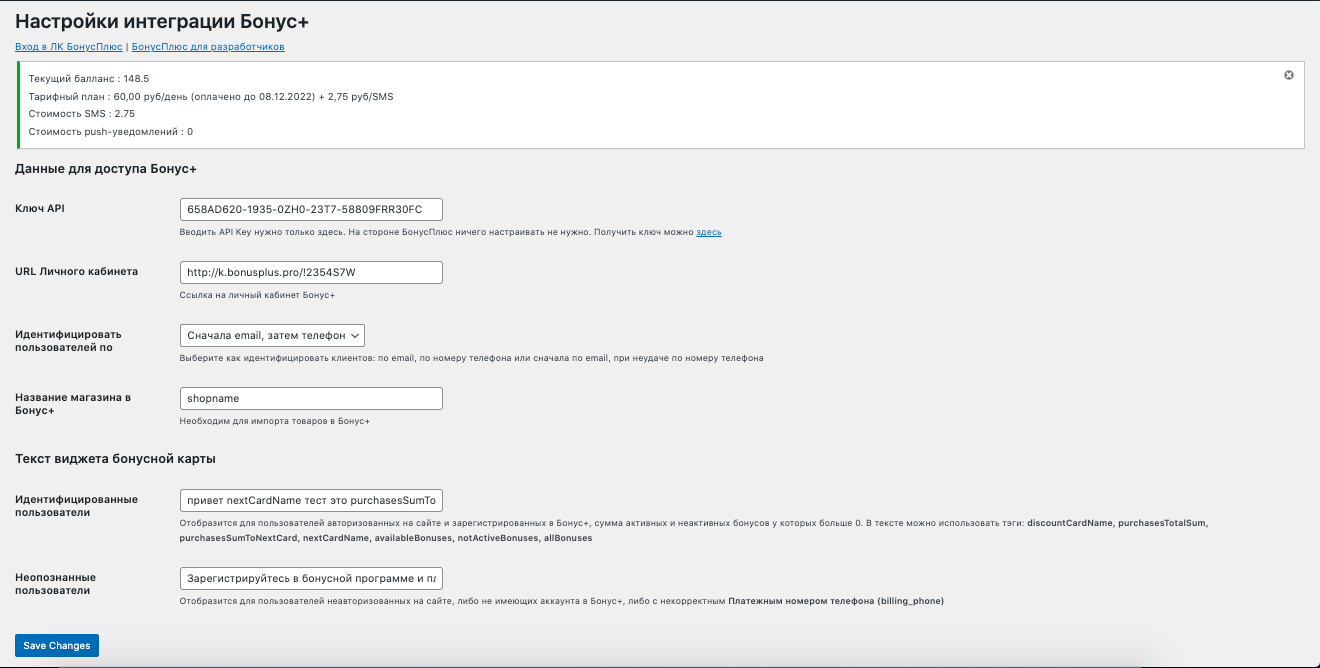 Настройки интеграции Бонус+
Вход в ЛК БонусПлюс | БонусПлюс для разработчиков
Текущий балланс : 148.5
Тарифный план : 60,00 руб/день (оплачено до 08.12.2022) + 2,75 руб/SMS
Стоимость SMS : 2.75
Стоимость push-уведомлений : 0
Данные для доступа Бонус+
Ключ API
658AD620-1935-0ZH0-23T7-58809FRR30FC
Вводить API Key нужно только здесь. На стороне БонусПлюс ничего настраивать не нужно. Получить ключ можно здесь
URL Личного кабинета
http://k.bonusplus.pro/!2354S7W
Ссылка на личный кабинет Бонус+
Идентифицировать
пользователей по
Сначала email, затем телефон
Выберите как идентифицировать клиентов: по email, по номеру телефона или сначала по email, при неудаче по номеру телефона
Название магазина в
Бонус+
shopname
Необходим для импорта товаров в Бонус+
Текст виджета бонусной карты
Идентифицированные
пользователи
привет nextCardName тест это purchasesSumTo
Отобразится для пользователей авторизованных на сайте и зарегистрированных в Бонус+, сумма активных и неактивных бонусов у которых больше 0. В тексте можно использовать тэги: discountCardName, purchasesTotalSum,
purchasesSumToNextCard, nextCardName, availableBonuses, notActiveBonuses, allBonuses
Неопознанные
пользователи
Зарегистрируйтесь в бонусной программе и пл
Отобразится для пользователей неавторизованных на сайте, либо не имеющих аккаунта в Бонус+, либо с некорректным Платежным номером телефона (billing_phone)
Save Changes